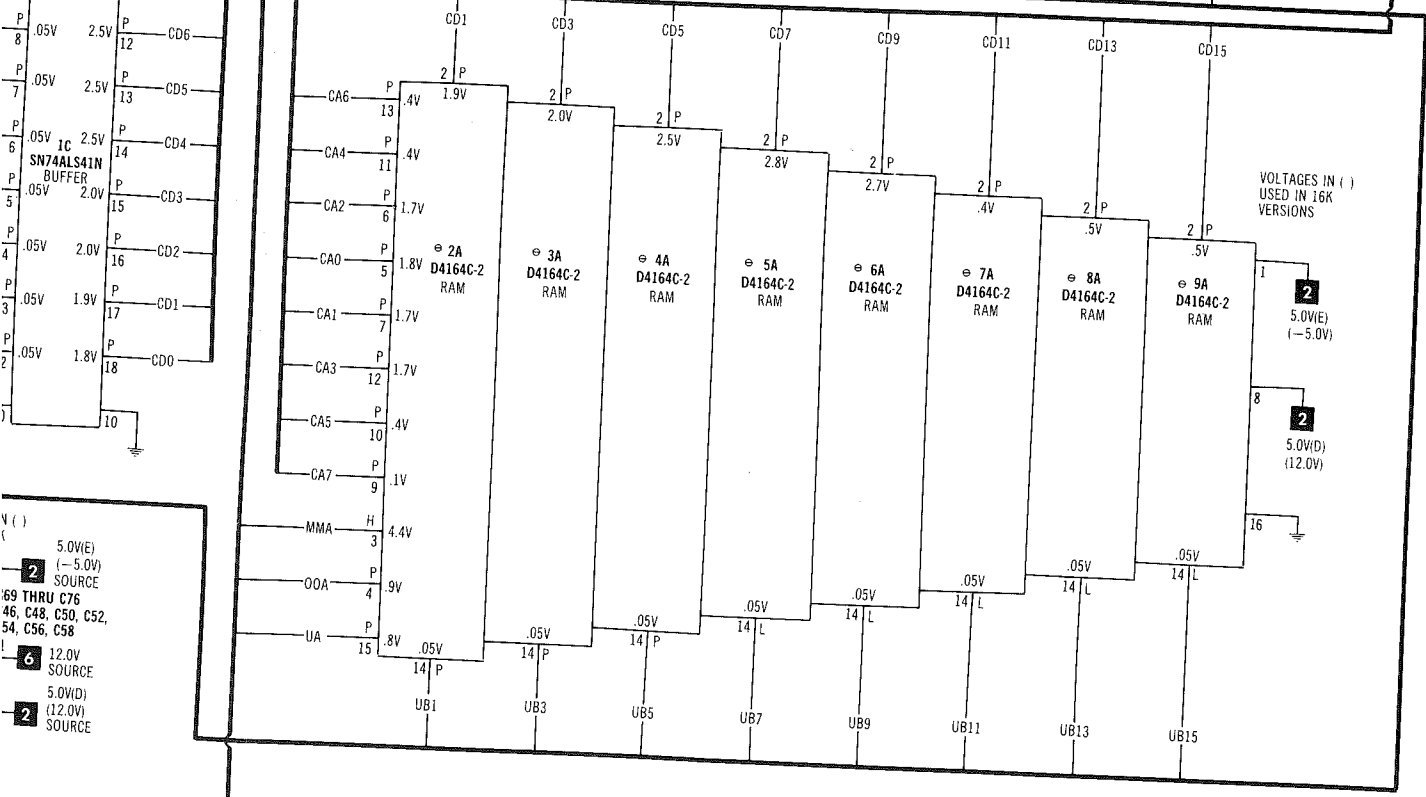 P
8
.05V
2.5V
P
12
CD6
P
7
.05V
2.5V
P
13
CD5
P
6
.05V
2.5V
P
14
CD4
1C
SN74ALS41N
BUFFER
P
5
.05V
2.0V
P
15
CD3
P
4
.05V
2.0V
P
16
CD2
P
3
.05V
1.9V
P
17
CD1
P
2
.05V
1.8V
P
18
CD0
10
CD1
CD3
CD5
CD7
CD9
CD11
CD13
CD15
2 P
1.9V
2 P
2.0V
2 P
2.5V
2 P
2.8V
2 P
2.7V
2 P
.4V
2 P
.5V
2 P
.5V
CA6
P
13
.4V
CA4
P
11
.4V
CA2
P
6
1.7V
CA0
P
5
1.8V
CA1
P
7
1.7V
CA3
P
12
1.7V
CA5
P
10
.4V
CA7
P
9
.1V
MMA
H
3
4.4V
OOA
P
4
.9V
UA
P
15
.8V
⊖ 2A
D4164C-2
RAM
⊖ 3A
D4164C-2
RAM
⊖ 4A
D4164C-2
RAM
⊖ 5A
D4164C-2
RAM
⊖ 6A
D4164C-2
RAM
⊖ 7A
D4164C-2
RAM
⊖ 8A
D4164C-2
RAM
⊖ 9A
D4164C-2
RAM
VOLTAGES IN ( )
USED IN 16K
VERSIONS
1
2
5.0V(E)
(−5.0V)
8
2
5.0V(D)
(12.0V)
16
.05V
14 P
UB1
.05V
14 P
UB3
.05V
14 P
UB5
.05V
14 L
UB7
.05V
14 L
UB9
.05V
14 L
UB11
.05V
14 L
UB13
.05V
14 L
UB15
N ( )
5.0V(E)
(−5.0V)
2
SOURCE
69 THRU C76
46, C48, C50, C52,
54, C56, C58
6
12.0V
SOURCE
5.0V(D)
2
(12.0V)
SOURCE